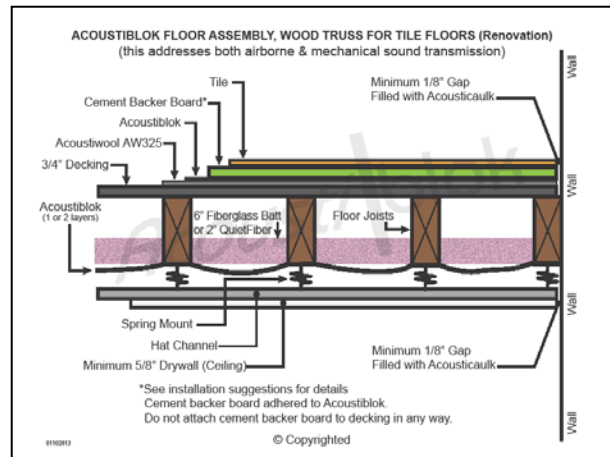 ACOUSTIBLOK FLOOR ASSEMBLY, WOOD TRUSS FOR TILE FLOORS (Renovation)
(this addresses both airborne & mechanical sound transmission)
Wall
Tile
Minimum 1/8" Gap
Filled with Acousticaulk
Cement Backer Board*
Acoustiblok
Acoustiwool AW325
3/4" Decking
Wall
Acoustiblok
(1 or 2 layers)
6" Fiberglass Batt
or 2" QuietFiber
Floor Joists
Acoustiblok
Wall
Spring Mount
Hat Channel
Minimum 5/8" Drywall (Ceiling)
Minimum 1/8" Gap
Filled with Acousticaulk
*See installation suggestions for details
Cement backer board adhered to Acoustiblok.
Do not attach cement backer board to decking in any way.
Wall
01102013
© Copyrighted